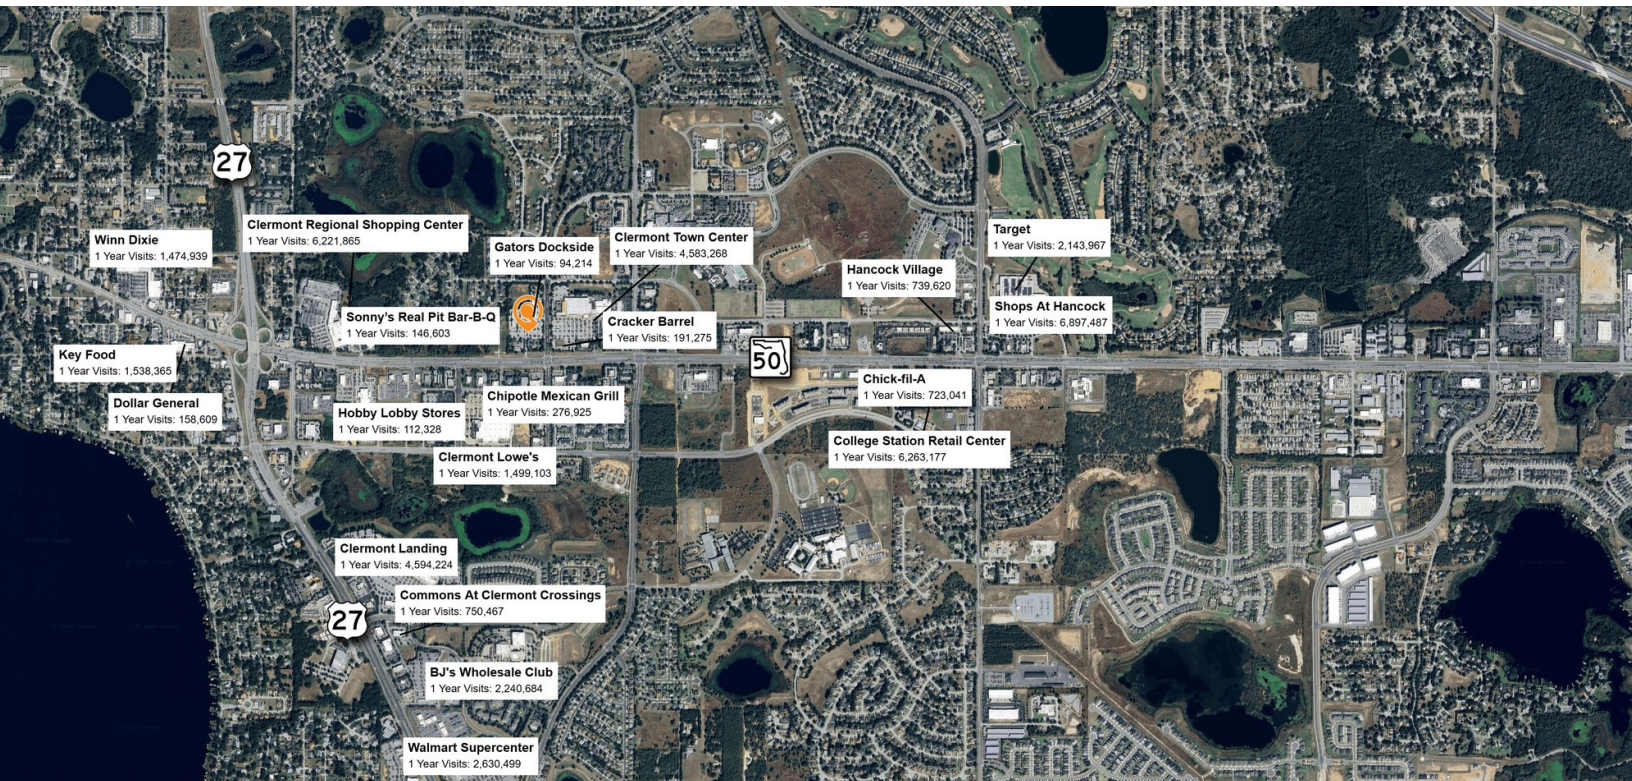 27
Clermont Regional Shopping Center
1 Year Visits: 6,221,865
Winn Dixie
1 Year Visits: 1,474,939
Gators Dockside
1 Year Visits: 94,214
Clermont Town Center
1 Year Visits: 4,583,268
Target
1 Year Visits: 2,143,967
Hancock Village
1 Year Visits: 739,620
Shops At Hancock
1 Year Visits: 6,897,487
Sonny's Real Pit Bar-B-Q
1 Year Visits: 146,603
Cracker Barrel
1 Year Visits: 191,275
Key Food
1 Year Visits: 1,538,365
50
Dollar General
1 Year Visits: 158,609
Hobby Lobby Stores
1 Year Visits: 112,328
Chipotle Mexican Grill
1 Year Visits: 276,925
Chick-fil-A
1 Year Visits: 723,041
College Station Retail Center
1 Year Visits: 6,263,177
Clermont Lowe's
1 Year Visits: 1,499,103
Clermont Landing
1 Year Visits: 4,594,224
Commons At Clermont Crossings
1 Year Visits: 750,467
27
BJ's Wholesale Club
1 Year Visits: 2,240,684
Walmart Supercenter
1 Year Visits: 2,630,499